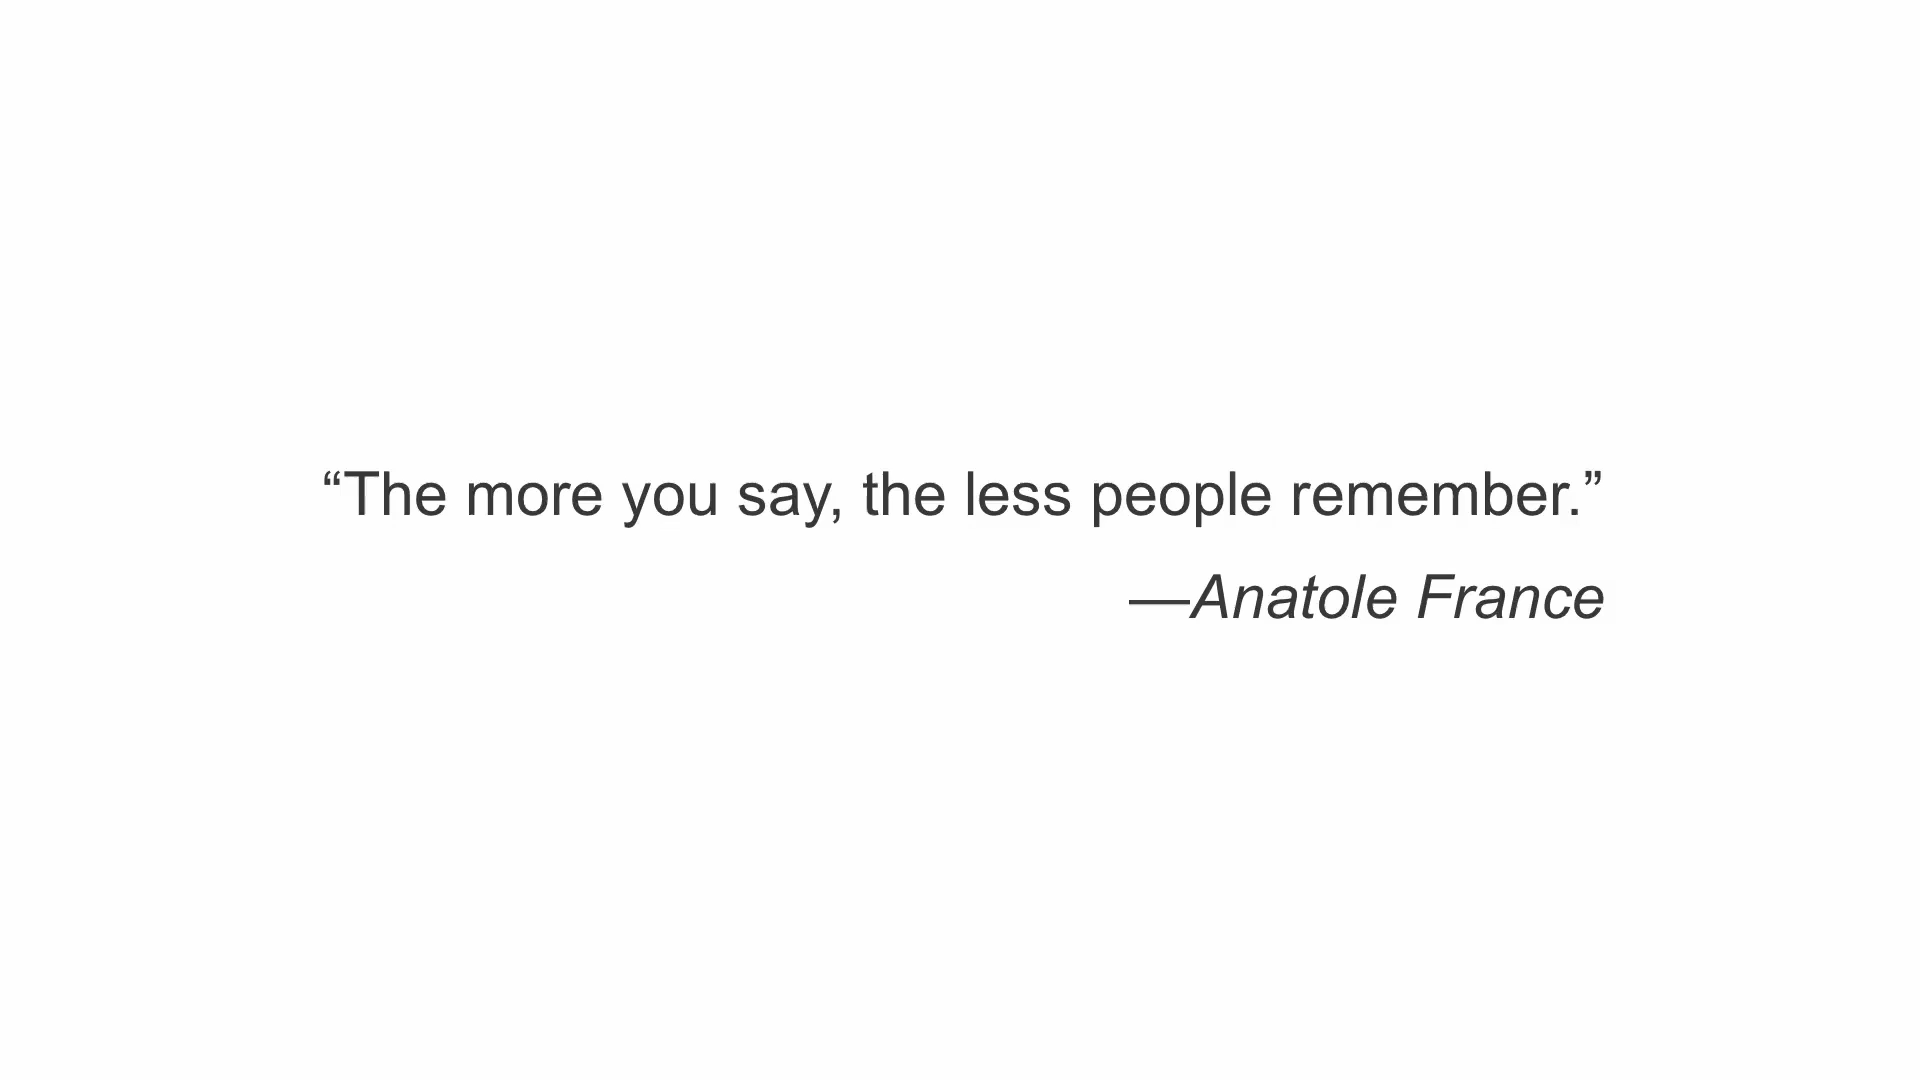 “The more you say, the less people remember.”
—Anatole France